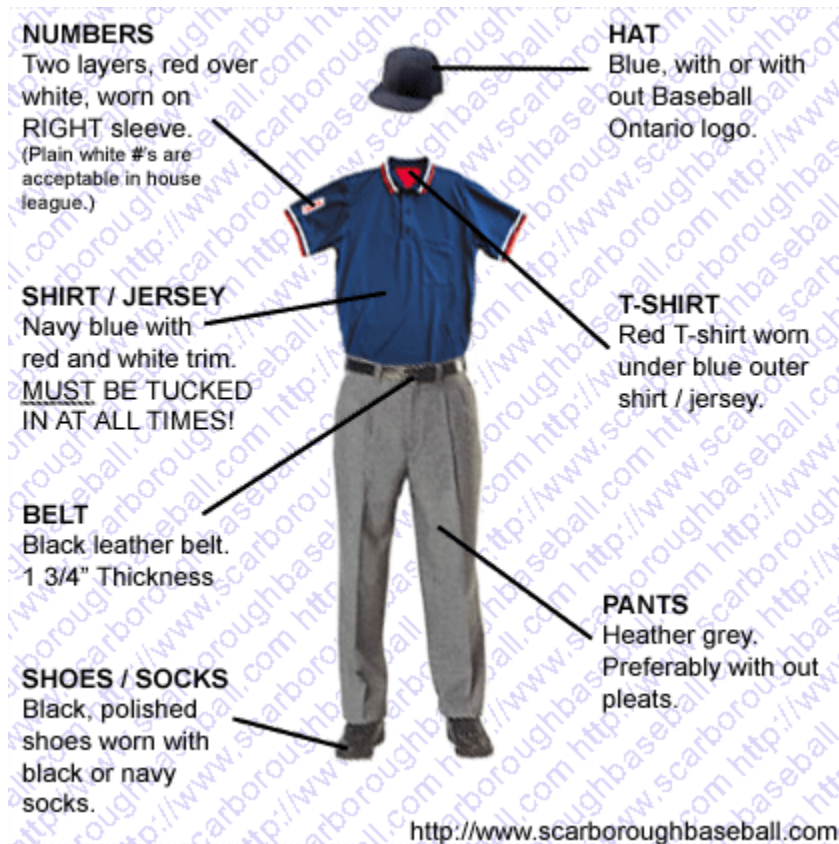 NUMBERS
Two layers, red over
white, worn on
RIGHT sleeve.
(Plain white #'s are
acceptable in house
league.)
HAT
Blue, with or with
out Baseball
Ontario logo.
SHIRT / JERSEY
Navy blue with
red and white trim.
MUST BE TUCKED
IN AT ALL TIMES!
T-SHIRT
Red T-shirt worn
under blue outer
shirt / jersey.
BELT
Black leather belt.
1 3/4" Thickness
PANTS
Heather grey.
Preferably with out
pleats.
SHOES / SOCKS
Black, polished
shoes worn with
black or navy
socks.
http://www.scarboroughbaseball.com